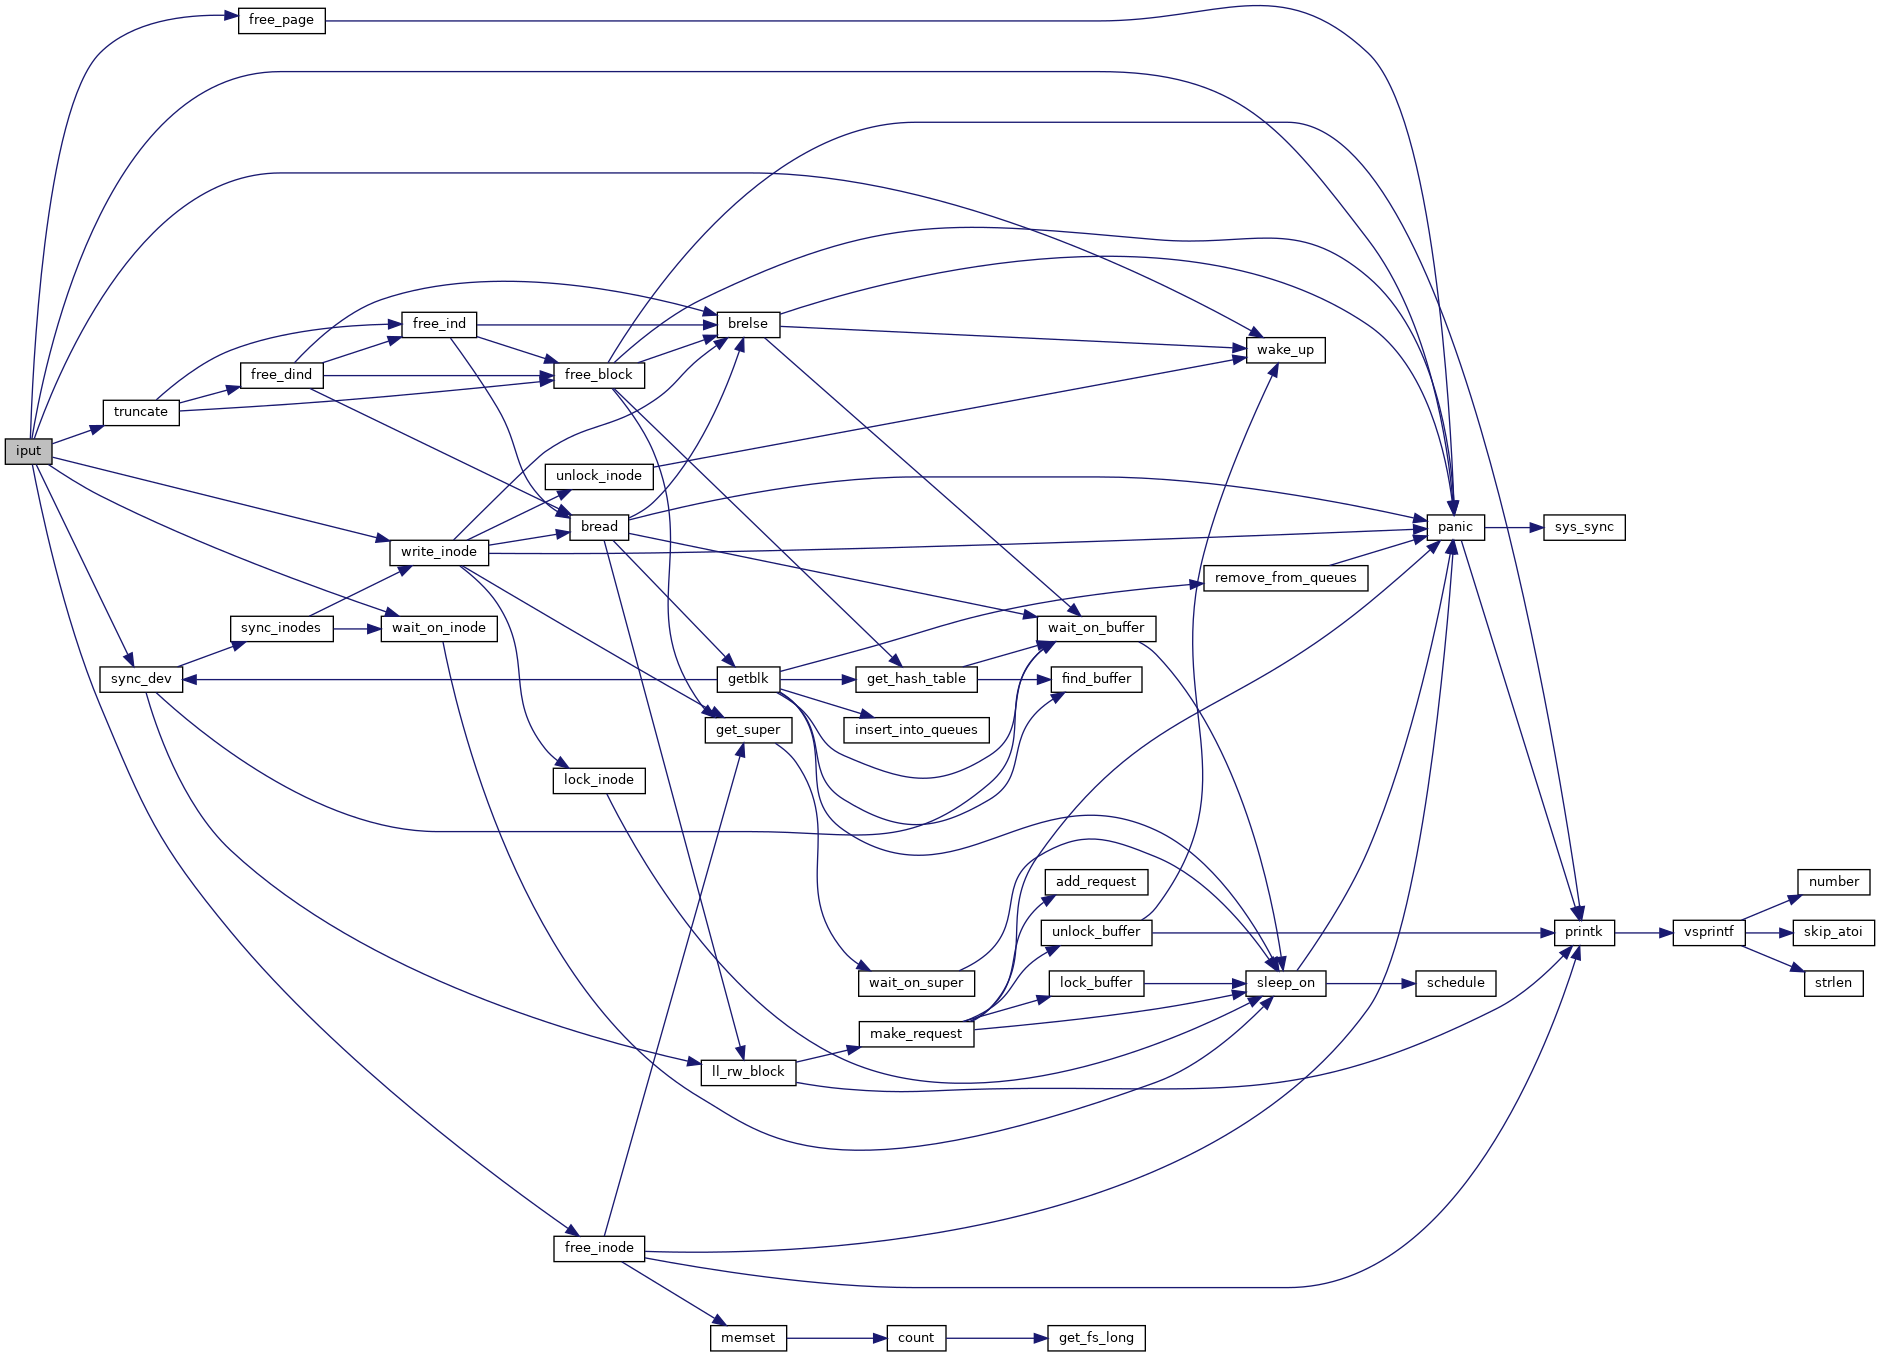 free_page
free_ind
brelse
wake_up
free_dind
free_block
truncate
iput
unlock_inode
bread
panic
sys_sync
write_inode
remove_from_queues
sync_inodes
wait_on_inode
wait_on_buffer
sync_dev
getblk
get_hash_table
find_buffer
get_super
insert_into_queues
lock_inode
add_request
number
unlock_buffer
printk
vsprintf
skip_atoi
wait_on_super
lock_buffer
sleep_on
schedule
strlen
make_request
ll_rw_block
free_inode
memset
count
get_fs_long